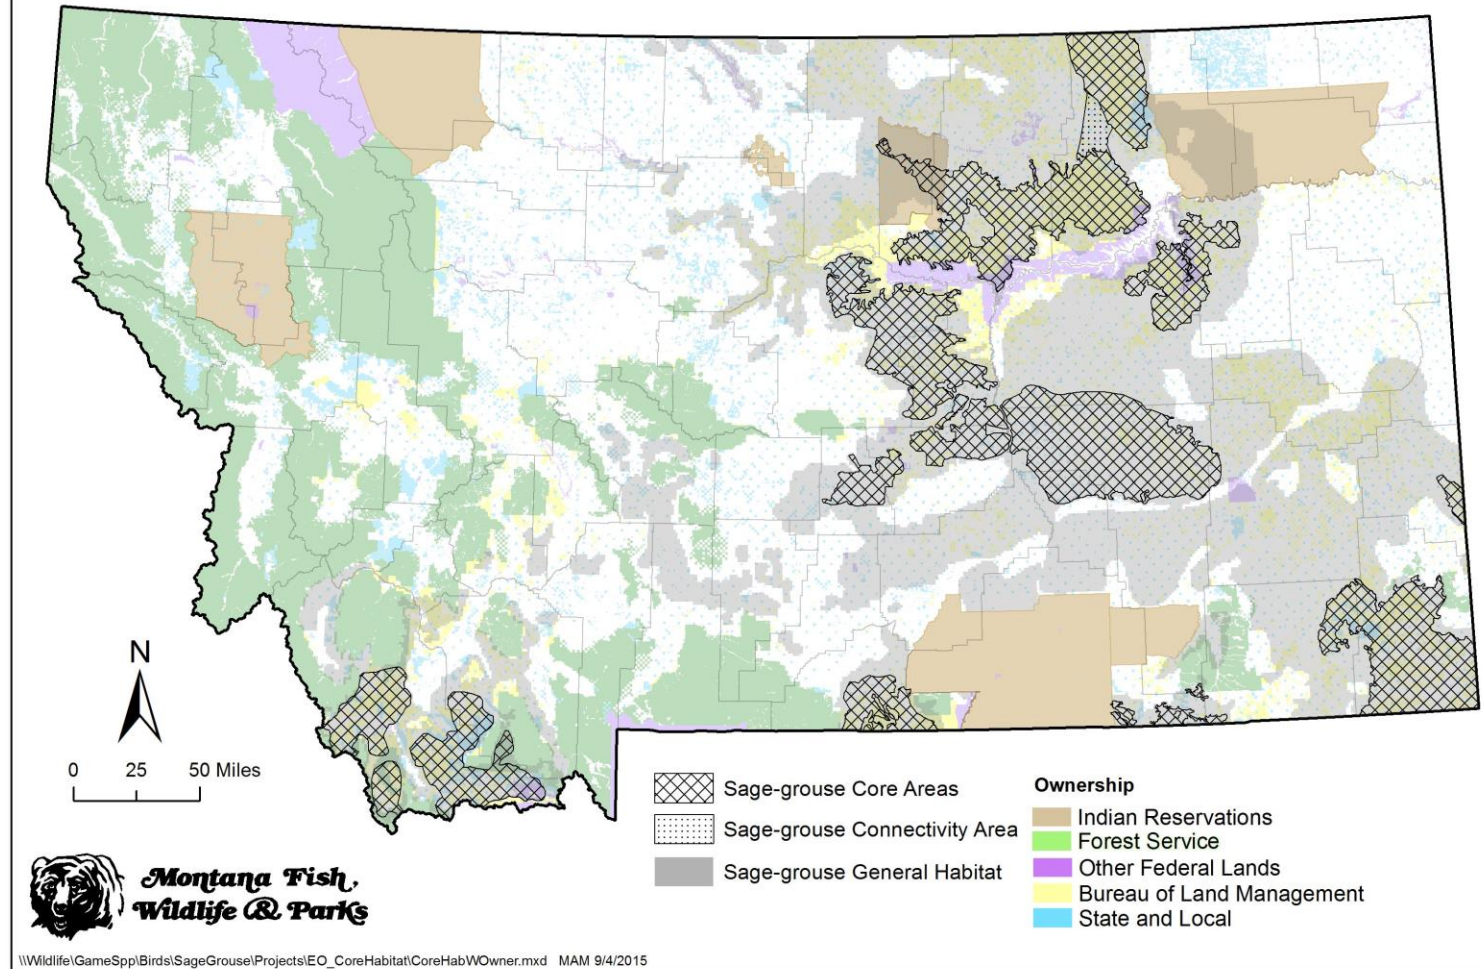 N
0 25 50 Miles
Sage-grouse Core Areas
Sage-grouse Connectivity Area
Sage-grouse General Habitat
Ownership
Indian Reservations
Forest Service
Other Federal Lands
Bureau of Land Management
State and Local
Montana Fish,
Wildlife & Parks
\\Wildlife\GameSpp\Birds\SageGrouse\Projects\EO_CoreHabitat\CoreHabWOwner.mxd MAM 9/4/2015